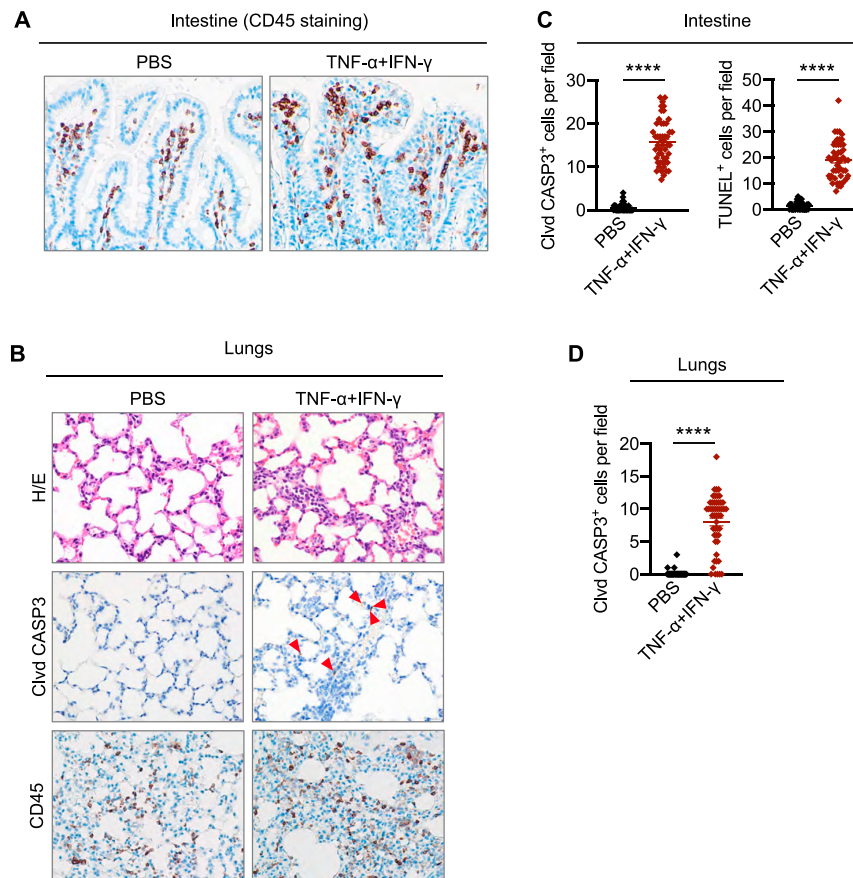 A
Intestine (CD45 staining)
PBS
TNF-α+IFN-γ
B
Lungs
PBS
TNF-α+IFN-γ
H/E
Clvd CASP3
CD45
C
Intestine
Clvd CASP3⁺ cells per field
30
20
10
0
****
PBS
TNF-α+IFN-γ
TUNEL⁺ cells per field
50
40
30
20
10
0
****
PBS
TNF-α+IFN-γ
D
Lungs
Clvd CASP3⁺ cells per field
20
15
10
5
0
****
PBS
TNF-α+IFN-γ